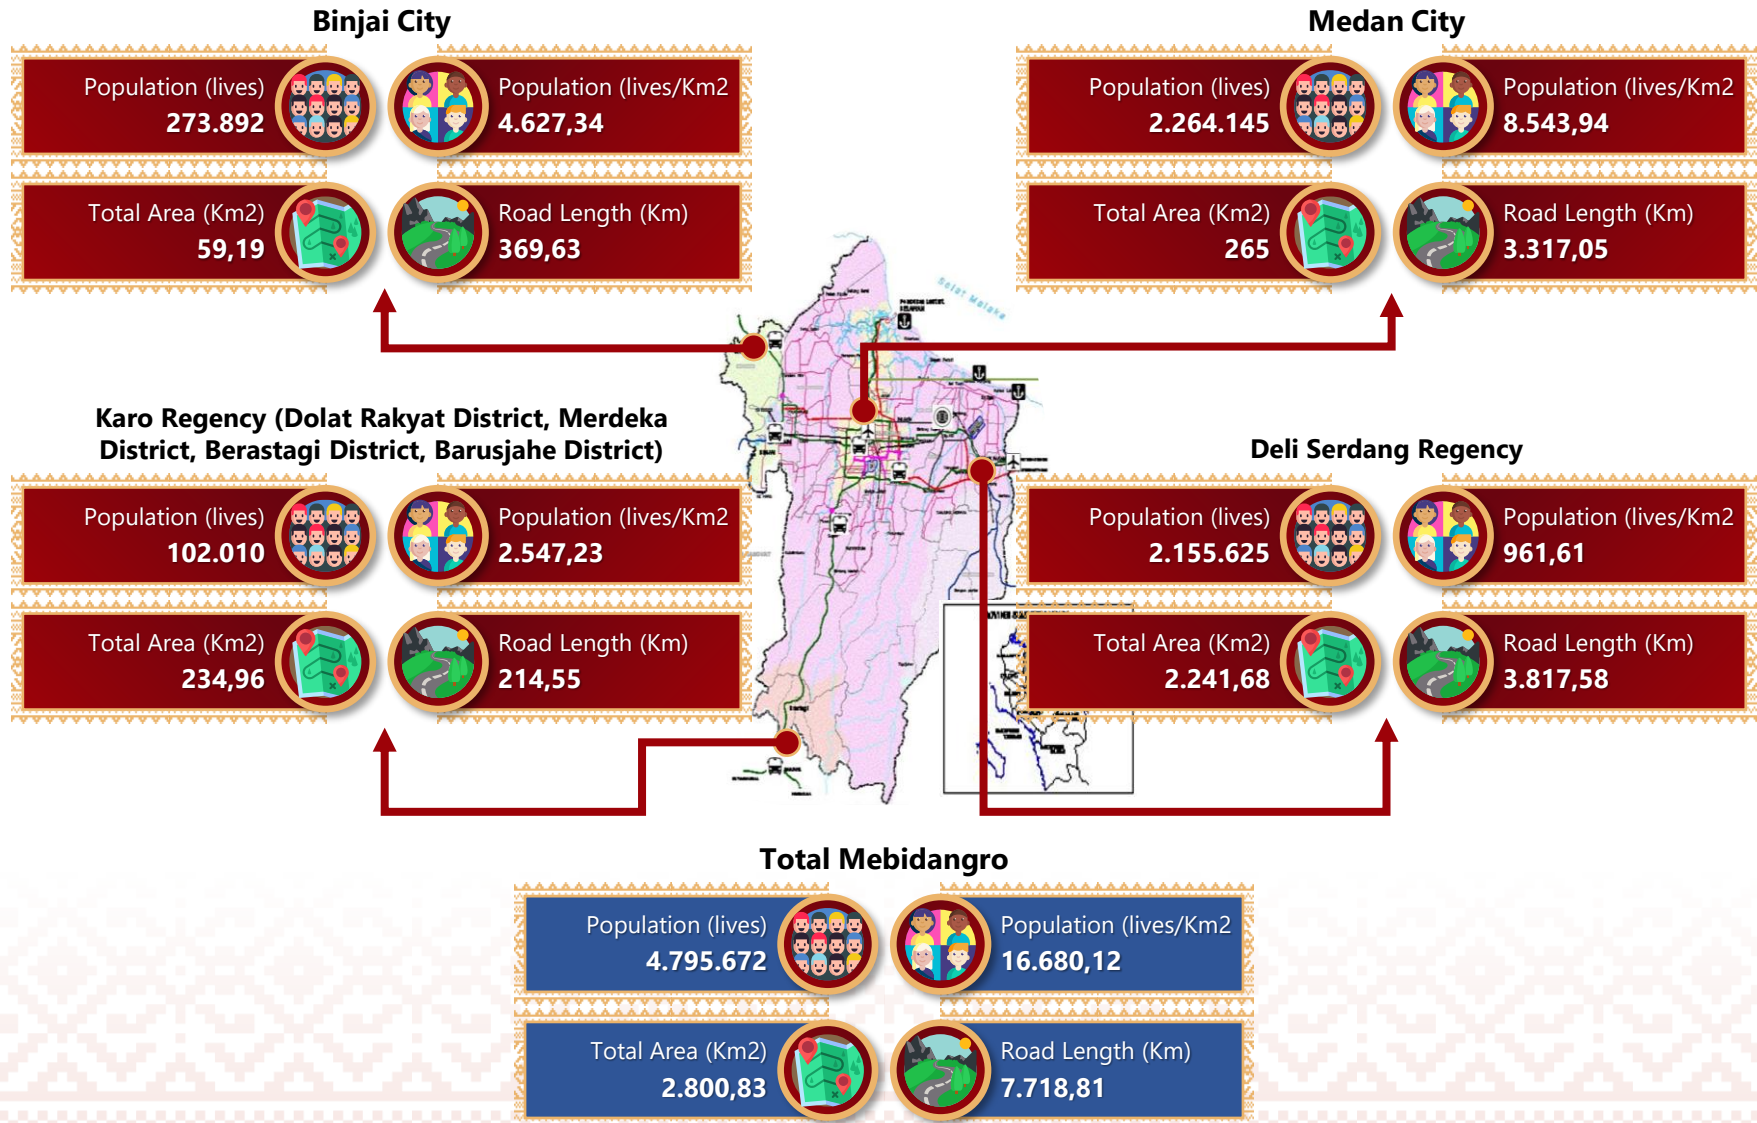 Binjai City
Population (lives)
273.892
Population (lives/Km2
4.627,34
Total Area (Km2)
59,19
Road Length (Km)
369,63
Medan City
Population (lives)
2.264.145
Population (lives/Km2
8.543,94
Total Area (Km2)
265
Road Length (Km)
3.317,05
Selat Malaka
Karo Regency (Dolat Rakyat District, Merdeka
District, Berastagi District, Barusjahe District)
Population (lives)
102.010
Population (lives/Km2
2.547,23
Total Area (Km2)
234,96
Road Length (Km)
214,55
Deli Serdang Regency
Population (lives)
2.155.625
Population (lives/Km2
961,61
Total Area (Km2)
2.241,68
Road Length (Km)
3.817,58
Total Mebidangro
Population (lives)
4.795.672
Population (lives/Km2
16.680,12
Total Area (Km2)
2.800,83
Road Length (Km)
7.718,81